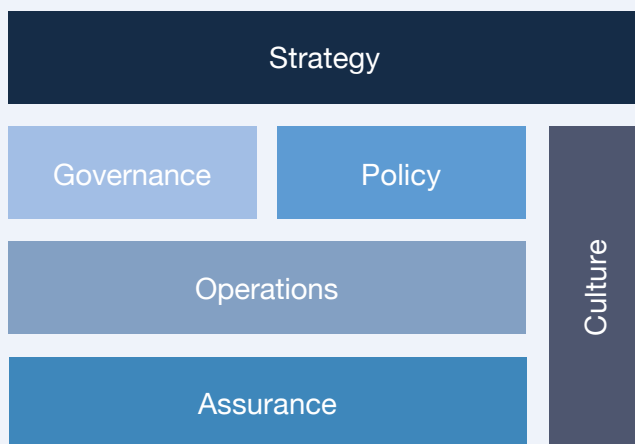 Strategy
Governance
Policy
Operations
Culture
Assurance